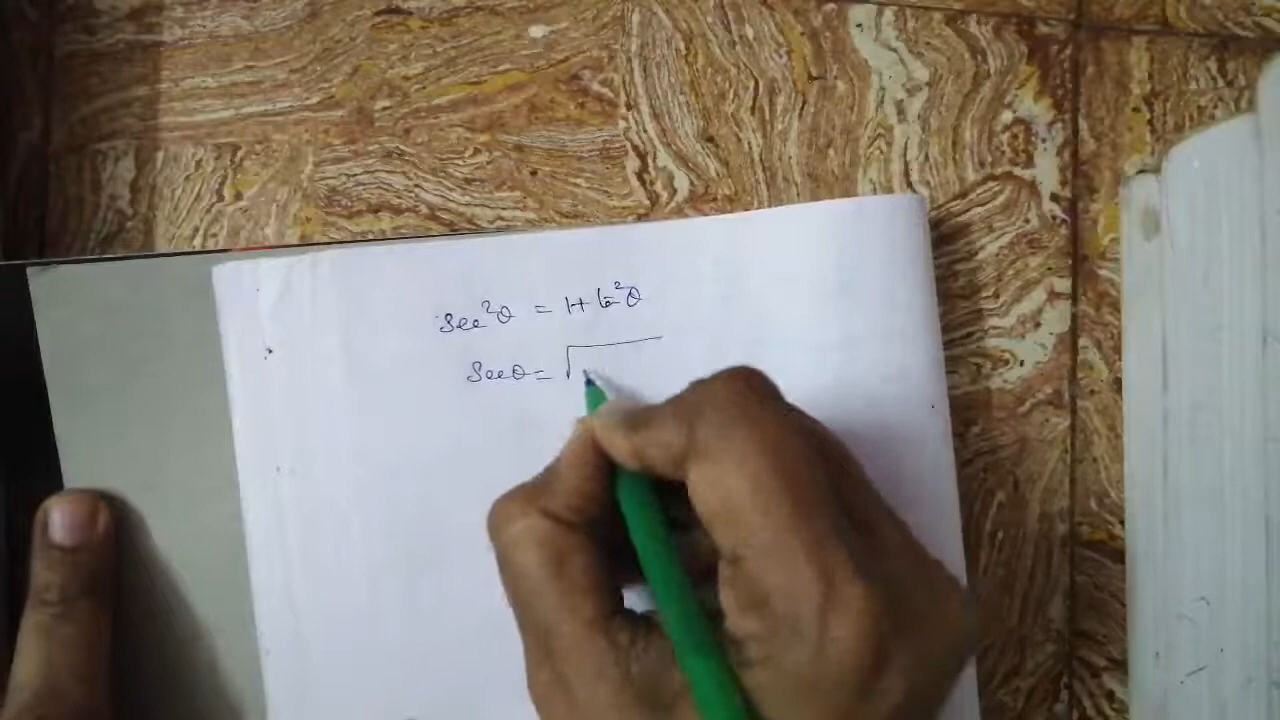 sec²θ = 1+tan²θ
secθ = √